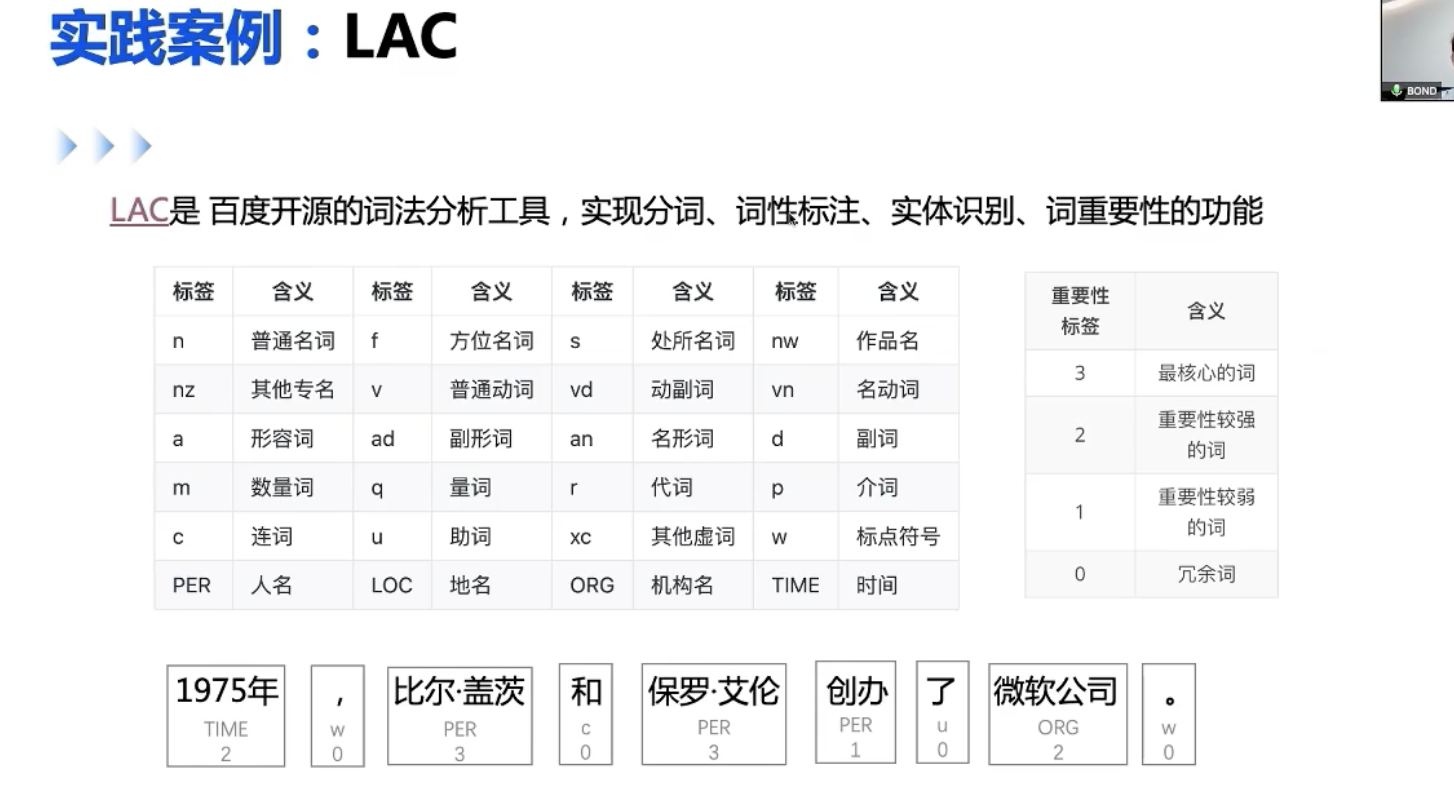 实践案例：LAC
BOND
LAC是 百度开源的词法分析工具，实现分词、词性标注、实体识别、词重要性的功能
标签 含义 标签 含义 标签 含义 标签 含义
n 普通名词 f 方位名词 s 处所名词 nw 作品名
nz 其他专名 v 普通动词 vd 动副词 vn 名动词
a 形容词 ad 副形词 an 名形词 d 副词
m 数量词 q 量词 r 代词 p 介词
c 连词 u 助词 xc 其他虚词 w 标点符号
PER 人名 LOC 地名 ORG 机构名 TIME 时间
重要性
标签 含义
3 最核心的词
2 重要性较强
的词
1 重要性较弱
的词
0 冗余词
1975年 ， 比尔·盖茨 和 保罗·艾伦 创办 了 微软公司 。
TIME w PER c PER PER u ORG w
2 0 3 0 3 1 0 2 0